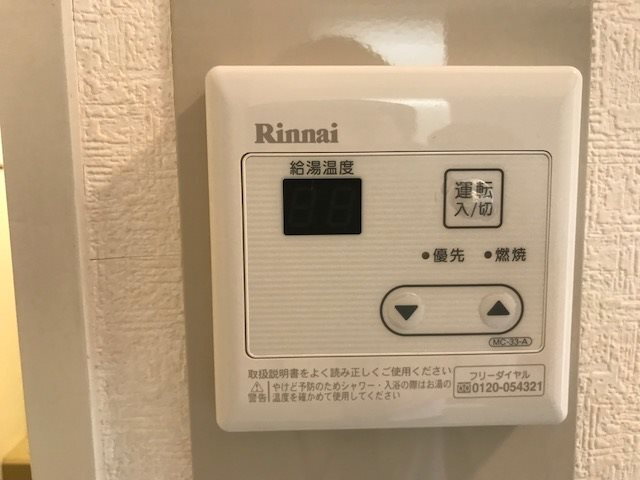 Rinnai
給湯温度
運転
入/切
優先 燃焼
MC-33-A
取扱説明書をよく読み正しくご使用ください
警告 やけど予防のためシャワー・入浴の際はお湯の
温度を確かめて使用してください
フリーダイヤル
0120-054321